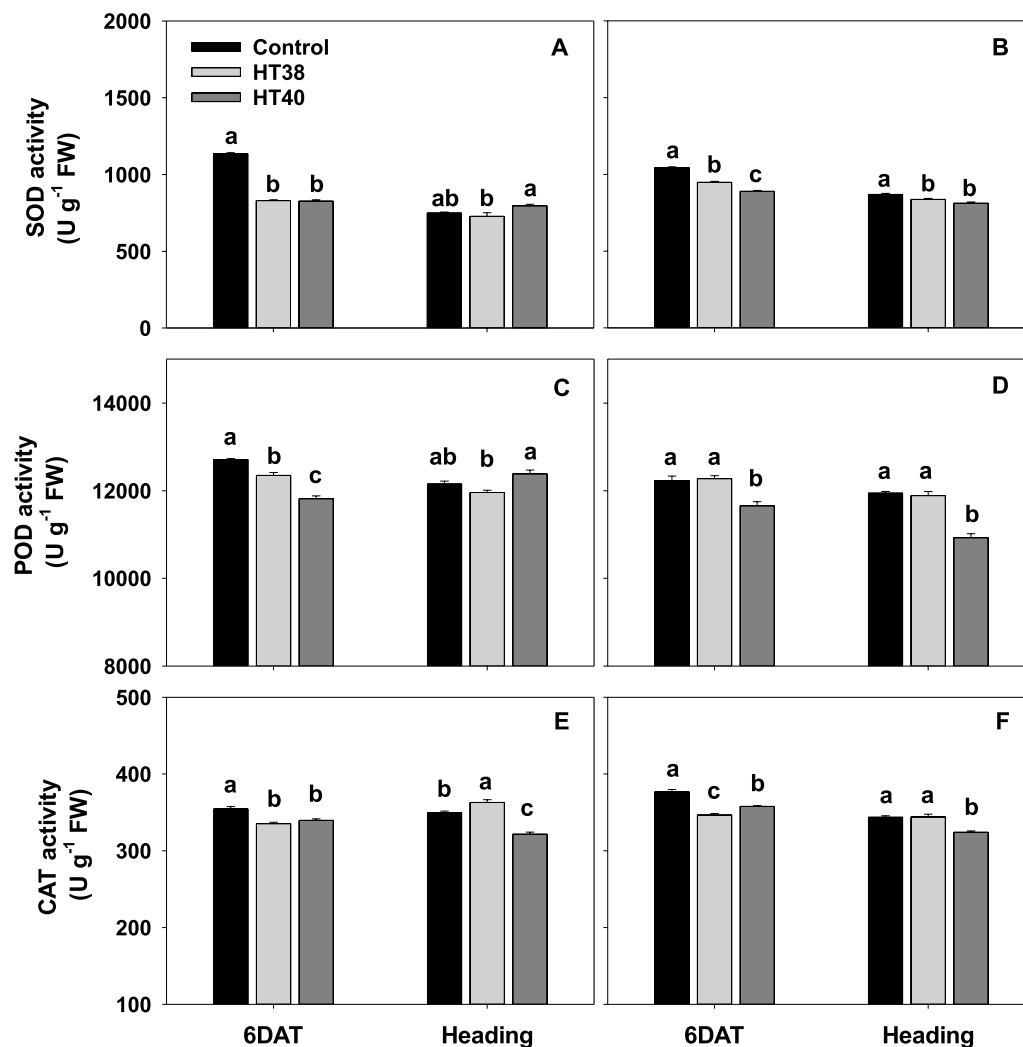 2000
1500
1000
500
0
SOD activity
(U g-1 FW)
Control
HT38
HT40
A
a
b
b
ab
b
a
B
a
b
c
a
b
b
14000
12000
10000
8000
POD activity
(U g-1 FW)
C
a
b
c
ab
b
a
D
a
a
b
a
a
b
500
400
300
200
100
CAT activity
(U g-1 FW)
E
a
b
b
b
a
c
F
a
c
b
a
a
b
6DAT
Heading
6DAT
Heading